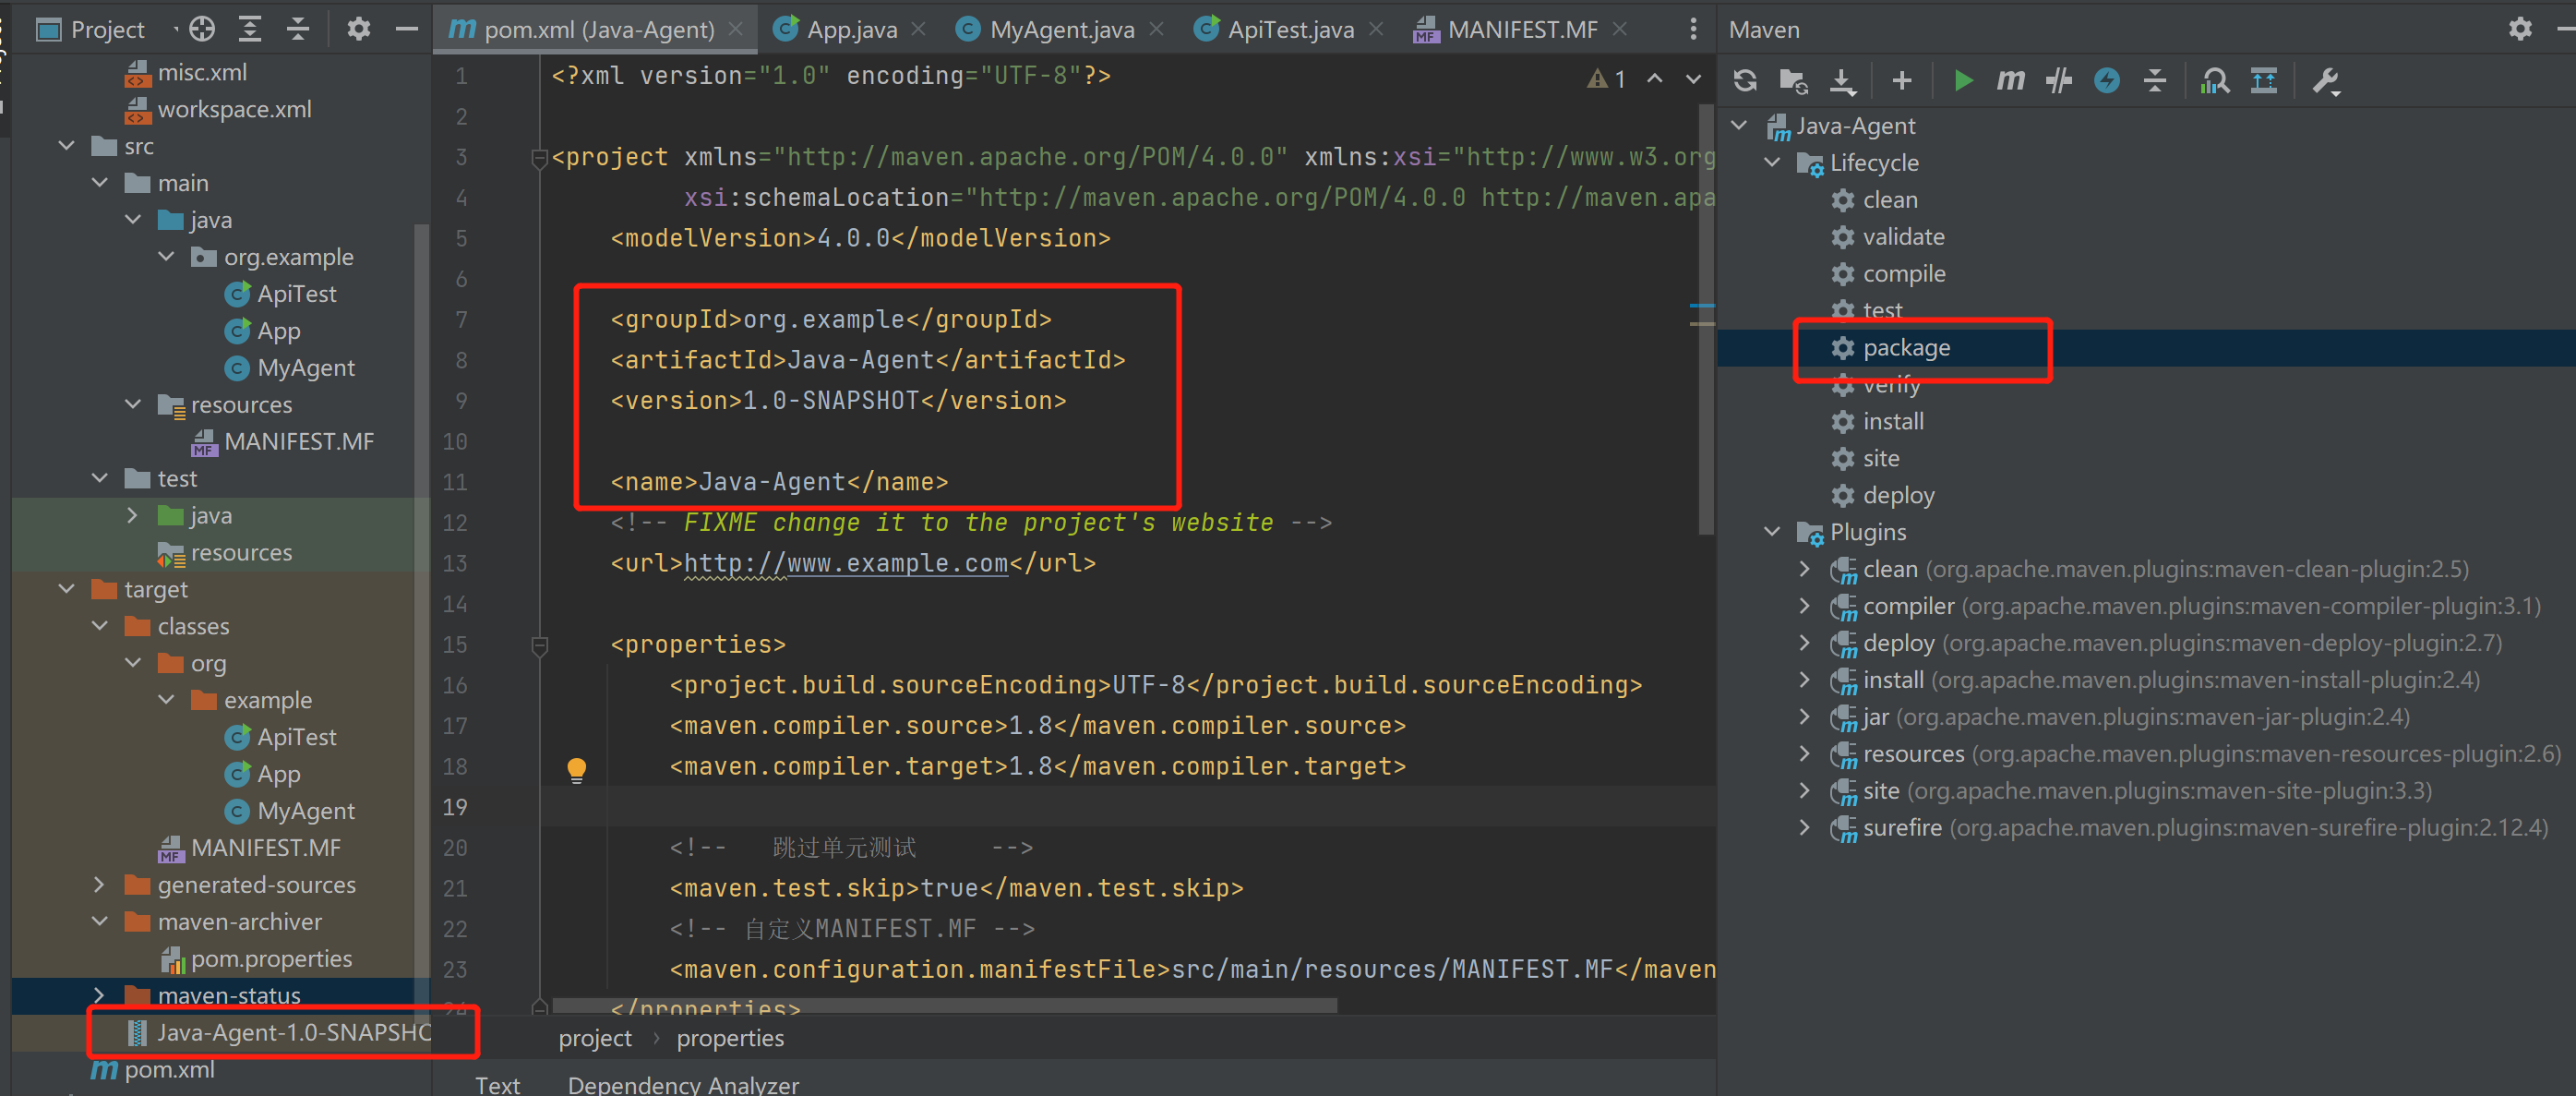 Project
misc.xml
workspace.xml
src
main
java
org.example
ApiTest
App
MyAgent
resources
MANIFEST.MF
test
java
resources
target
classes
org
example
ApiTest
App
MyAgent
MANIFEST.MF
generated-sources
maven-archiver
pom.properties
maven-status
Java-Agent-1.0-SNAPSHO
pom.xml
pom.xml (Java-Agent)
App.java
MyAgent.java
ApiTest.java
MANIFEST.MF
1
1 <?xml version="1.0" encoding="UTF-8"?>
2
3 <project xmlns="http://maven.apache.org/POM/4.0.0" xmlns:xsi="http://www.w3.org
4 xsi:schemaLocation="http://maven.apache.org/POM/4.0.0 http://maven.apa
5 <modelVersion>4.0.0</modelVersion>
6
7 <groupId>org.example</groupId>
8 <artifactId>Java-Agent</artifactId>
9 <version>1.0-SNAPSHOT</version>
10
11 <name>Java-Agent</name>
12 <!-- FIXME change it to the project's website -->
13 <url>http://www.example.com</url>
14
15 <properties>
16 <project.build.sourceEncoding>UTF-8</project.build.sourceEncoding>
17 <maven.compiler.source>1.8</maven.compiler.source>
18 <maven.compiler.target>1.8</maven.compiler.target>
19
20 <!-- 跳过单元测试 -->
21 <maven.test.skip>true</maven.test.skip>
22 <!-- 自定义MANIFEST.MF -->
23 <maven.configuration.manifestFile>src/main/resources/MANIFEST.MF</maven
24 </properties>
project › properties
Text Dependency Analyzer
Maven
Java-Agent
Lifecycle
clean
validate
compile
test
package
verify
install
site
deploy
Plugins
clean (org.apache.maven.plugins:maven-clean-plugin:2.5)
compiler (org.apache.maven.plugins:maven-compiler-plugin:3.1)
deploy (org.apache.maven.plugins:maven-deploy-plugin:2.7)
install (org.apache.maven.plugins:maven-install-plugin:2.4)
jar (org.apache.maven.plugins:maven-jar-plugin:2.4)
resources (org.apache.maven.plugins:maven-resources-plugin:2.6)
site (org.apache.maven.plugins:maven-site-plugin:3.3)
surefire (org.apache.maven.plugins:maven-surefire-plugin:2.12.4)